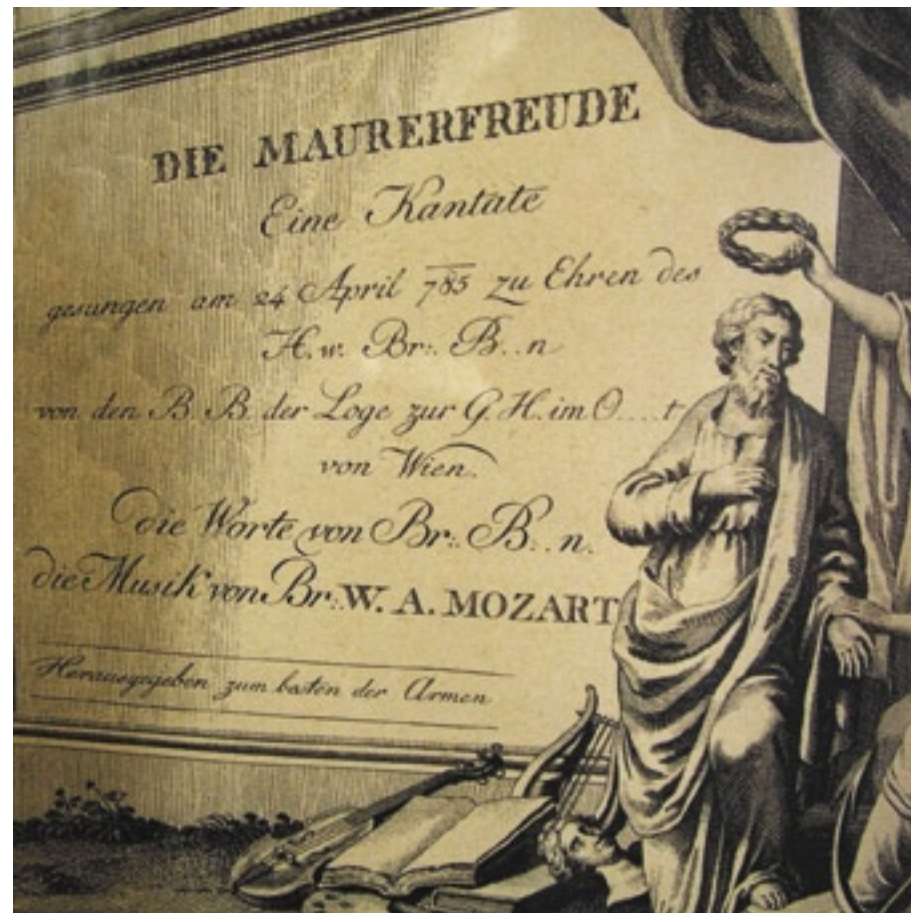 DIE MAURERFREUDE
Eine Kantate
gesungen am 24 April 785 zu Ehren des
H. w. Br:. B..n
von den B. B. der Loge zur G. H. im O....t
von Wien.
die Worte von Br:. B..n.
die Musik von Br:. W. A. MOZART
Herausgegeben zum besten der Armen